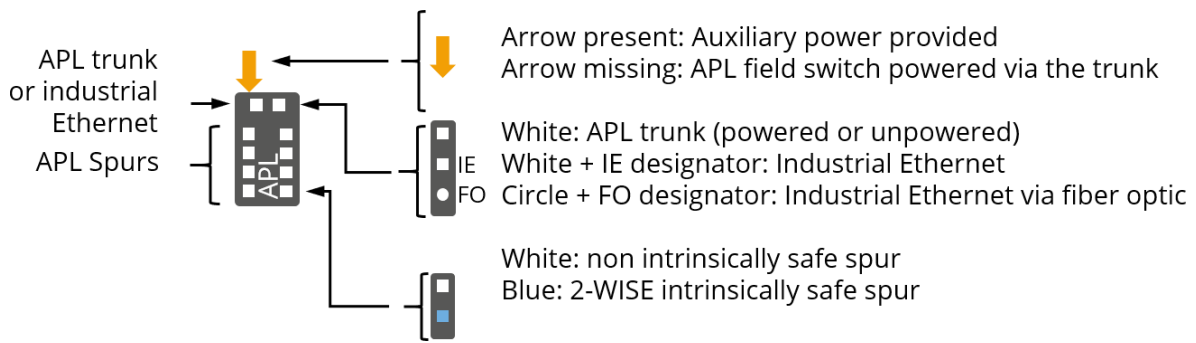 APL trunk
or industrial
Ethernet
APL Spurs
APL
Arrow present: Auxiliary power provided
Arrow missing: APL field switch powered via the trunk
White: APL trunk (powered or unpowered)
IE White + IE designator: Industrial Ethernet
FO Circle + FO designator: Industrial Ethernet via fiber optic
White: non intrinsically safe spur
Blue: 2-WISE intrinsically safe spur